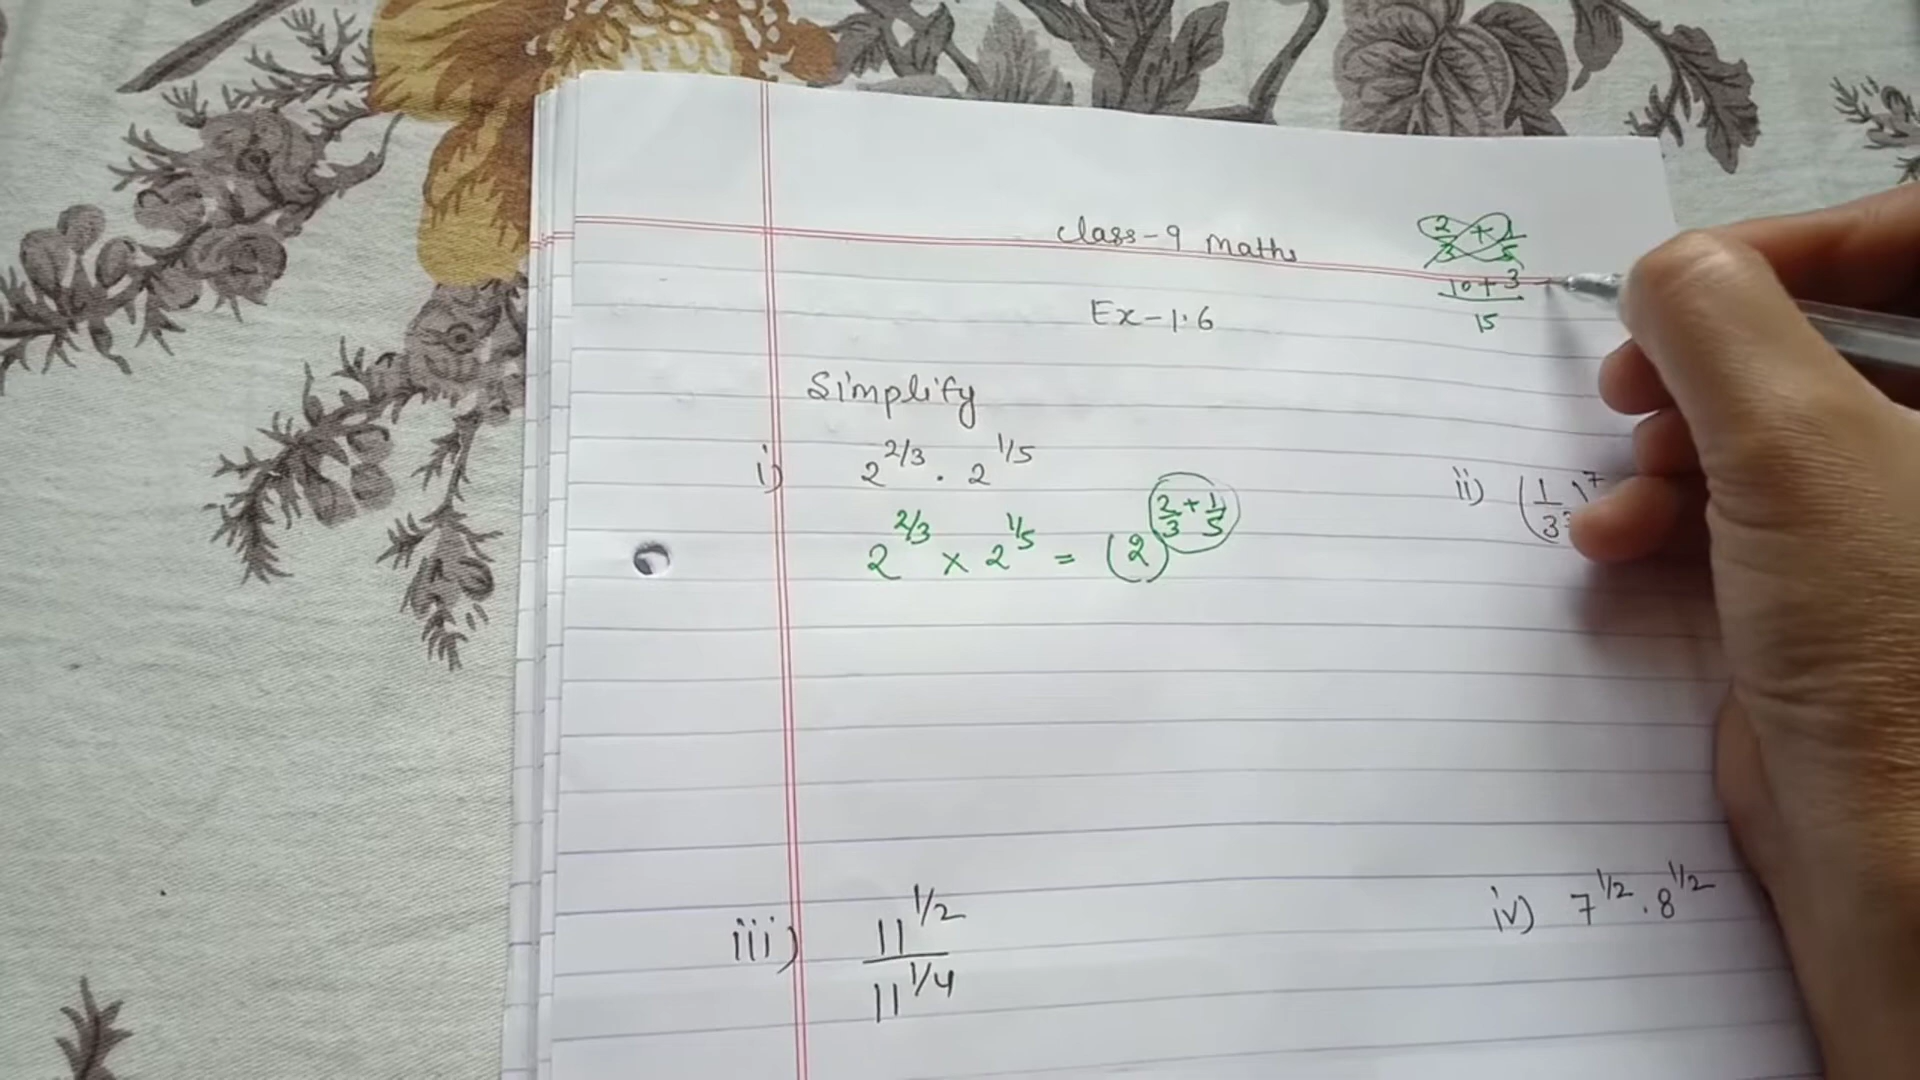 Class-9 Maths
2/3 + 1/5
10+3
15
Ex-1.6
Simplify
i) 2^2/3 . 2^1/5
ii) (1/3³)^7
2^2/3 × 2^1/5 = (2)^2/3+1/5
iii) 11^1/2
11^1/4
iv) 7^1/2 . 8^1/2